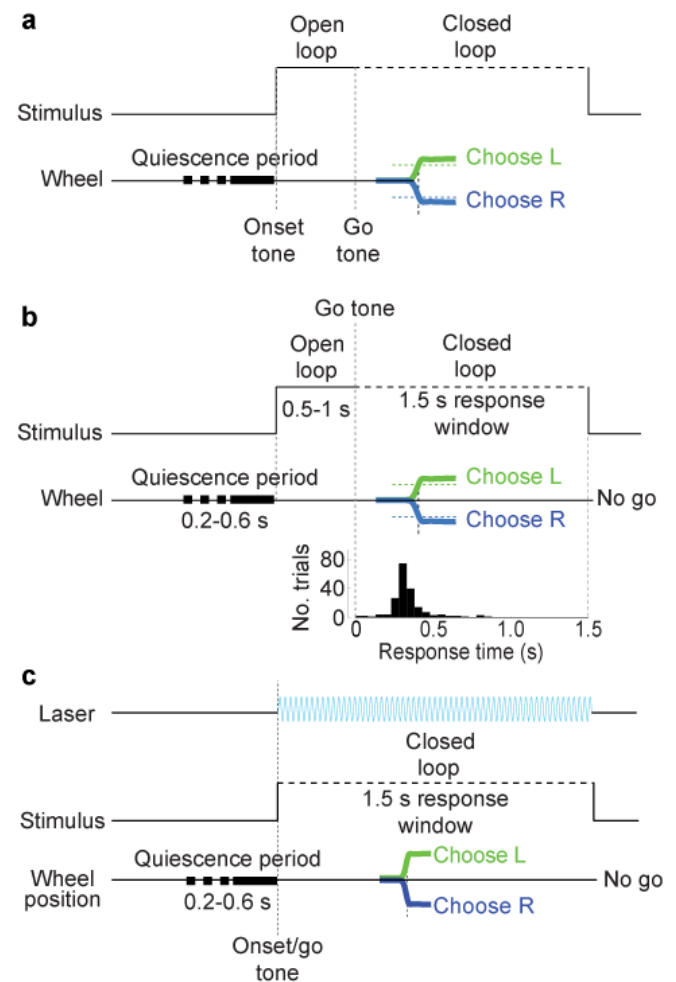 a
Open
loop
Closed
loop
Stimulus
Quiescence period
Wheel
Choose L
Choose R
Onset
tone
Go
tone
b
Go tone
Open
loop
Closed
loop
0.5-1 s
1.5 s response
window
Stimulus
Quiescence period
Wheel
0.2-0.6 s
Choose L
Choose R
No go
No. trials
80
40
0
0 0.5 1.0 1.5
Response time (s)
c
Laser
Closed
loop
1.5 s response
window
Stimulus
Quiescence period
Wheel
position
0.2-0.6 s
Choose L
Choose R
No go
Onset/go
tone